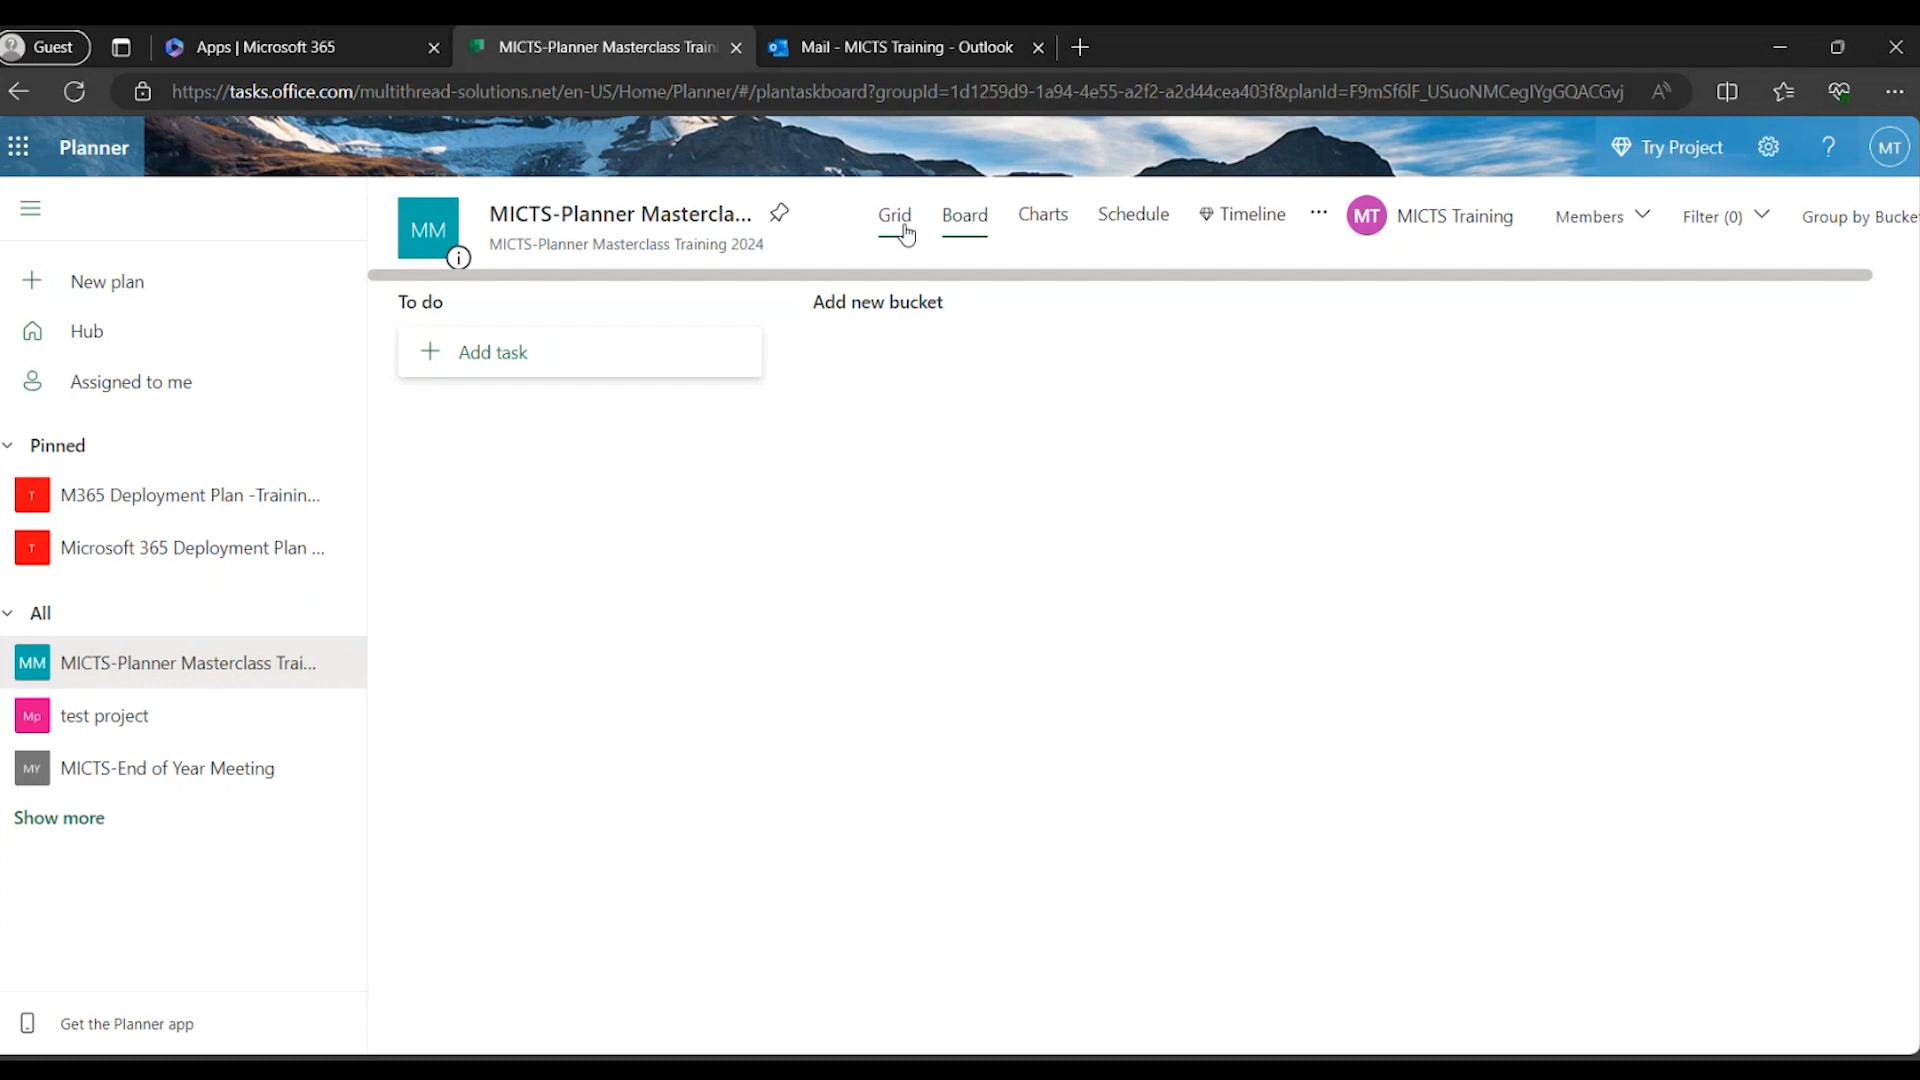 Guest
Apps | Microsoft 365
MICTS-Planner Masterclass Train
Mail - MICTS Training - Outlook
https://tasks.office.com/multithread-solutions.net/en-US/Home/Planner/#/plantaskboard?groupId=1d1259d9-1a94-4e55-a2f2-a2d44cea403f&planId=F9mSf6lF_USuoNMCegIYgGQACGvj
Planner
Try Project
?
MT
MM
MICTS-Planner Mastercla...
MICTS-Planner Masterclass Training 2024
Grid
Board
Charts
Schedule
Timeline
...
MT
MICTS Training
Members
Filter (0)
Group by Bucke
New plan
Hub
Assigned to me
Pinned
T
M365 Deployment Plan -Trainin...
T
Microsoft 365 Deployment Plan ...
All
MM
MICTS-Planner Masterclass Trai...
Mp
test project
MY
MICTS-End of Year Meeting
Show more
Get the Planner app
To do
Add new bucket
Add task